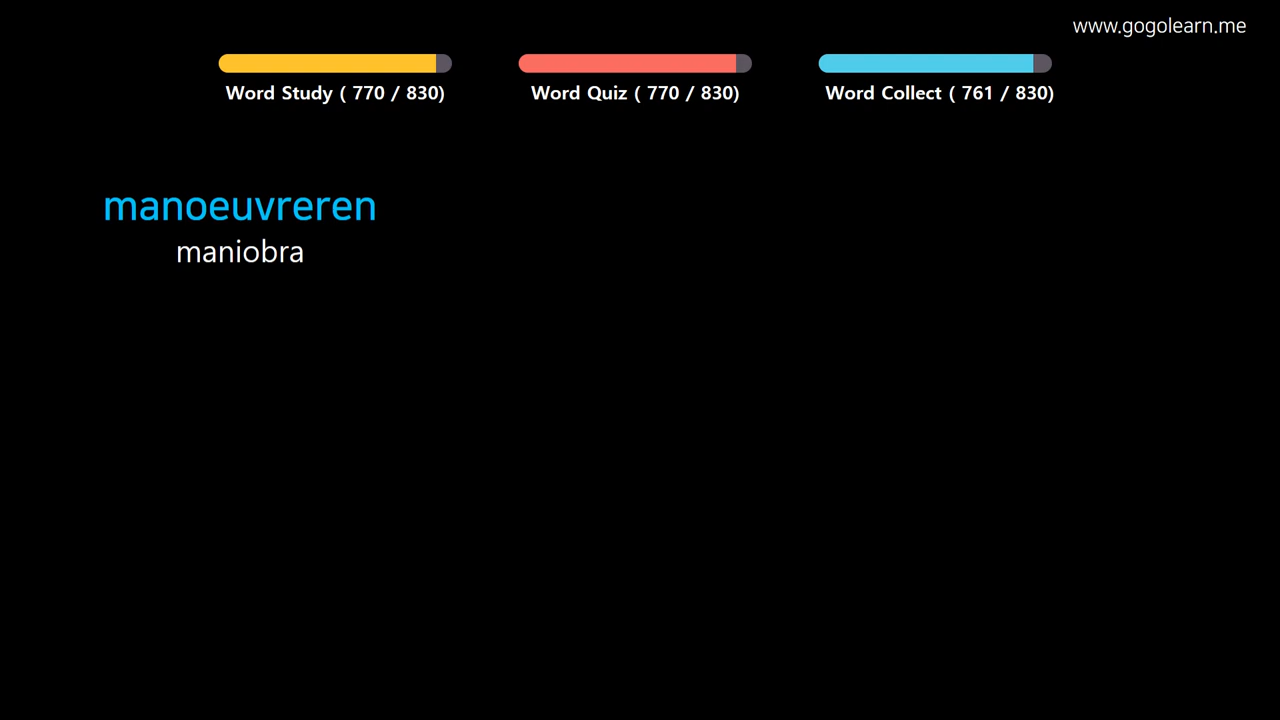 www.gogolearn.me
Word Study ( 770 / 830)
Word Quiz ( 770 / 830)
Word Collect ( 761 / 830)
manoeuvreren
maniobra